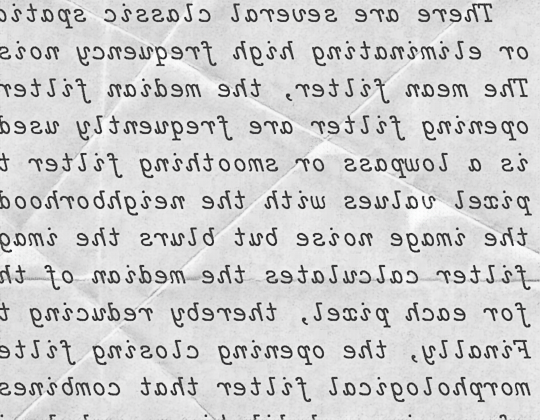 There are several classic spatia
or eliminating high frequency nois
The mean filter, the median filter
opening filter are frequently used
is a lowpass or smoothing filter t
pixel values with the neighborhood
the image noise but blurs the imag
filter calculates the median of th
for each pixel, thereby reducing t
Finally, the opening closing filte
morphological filter that combines